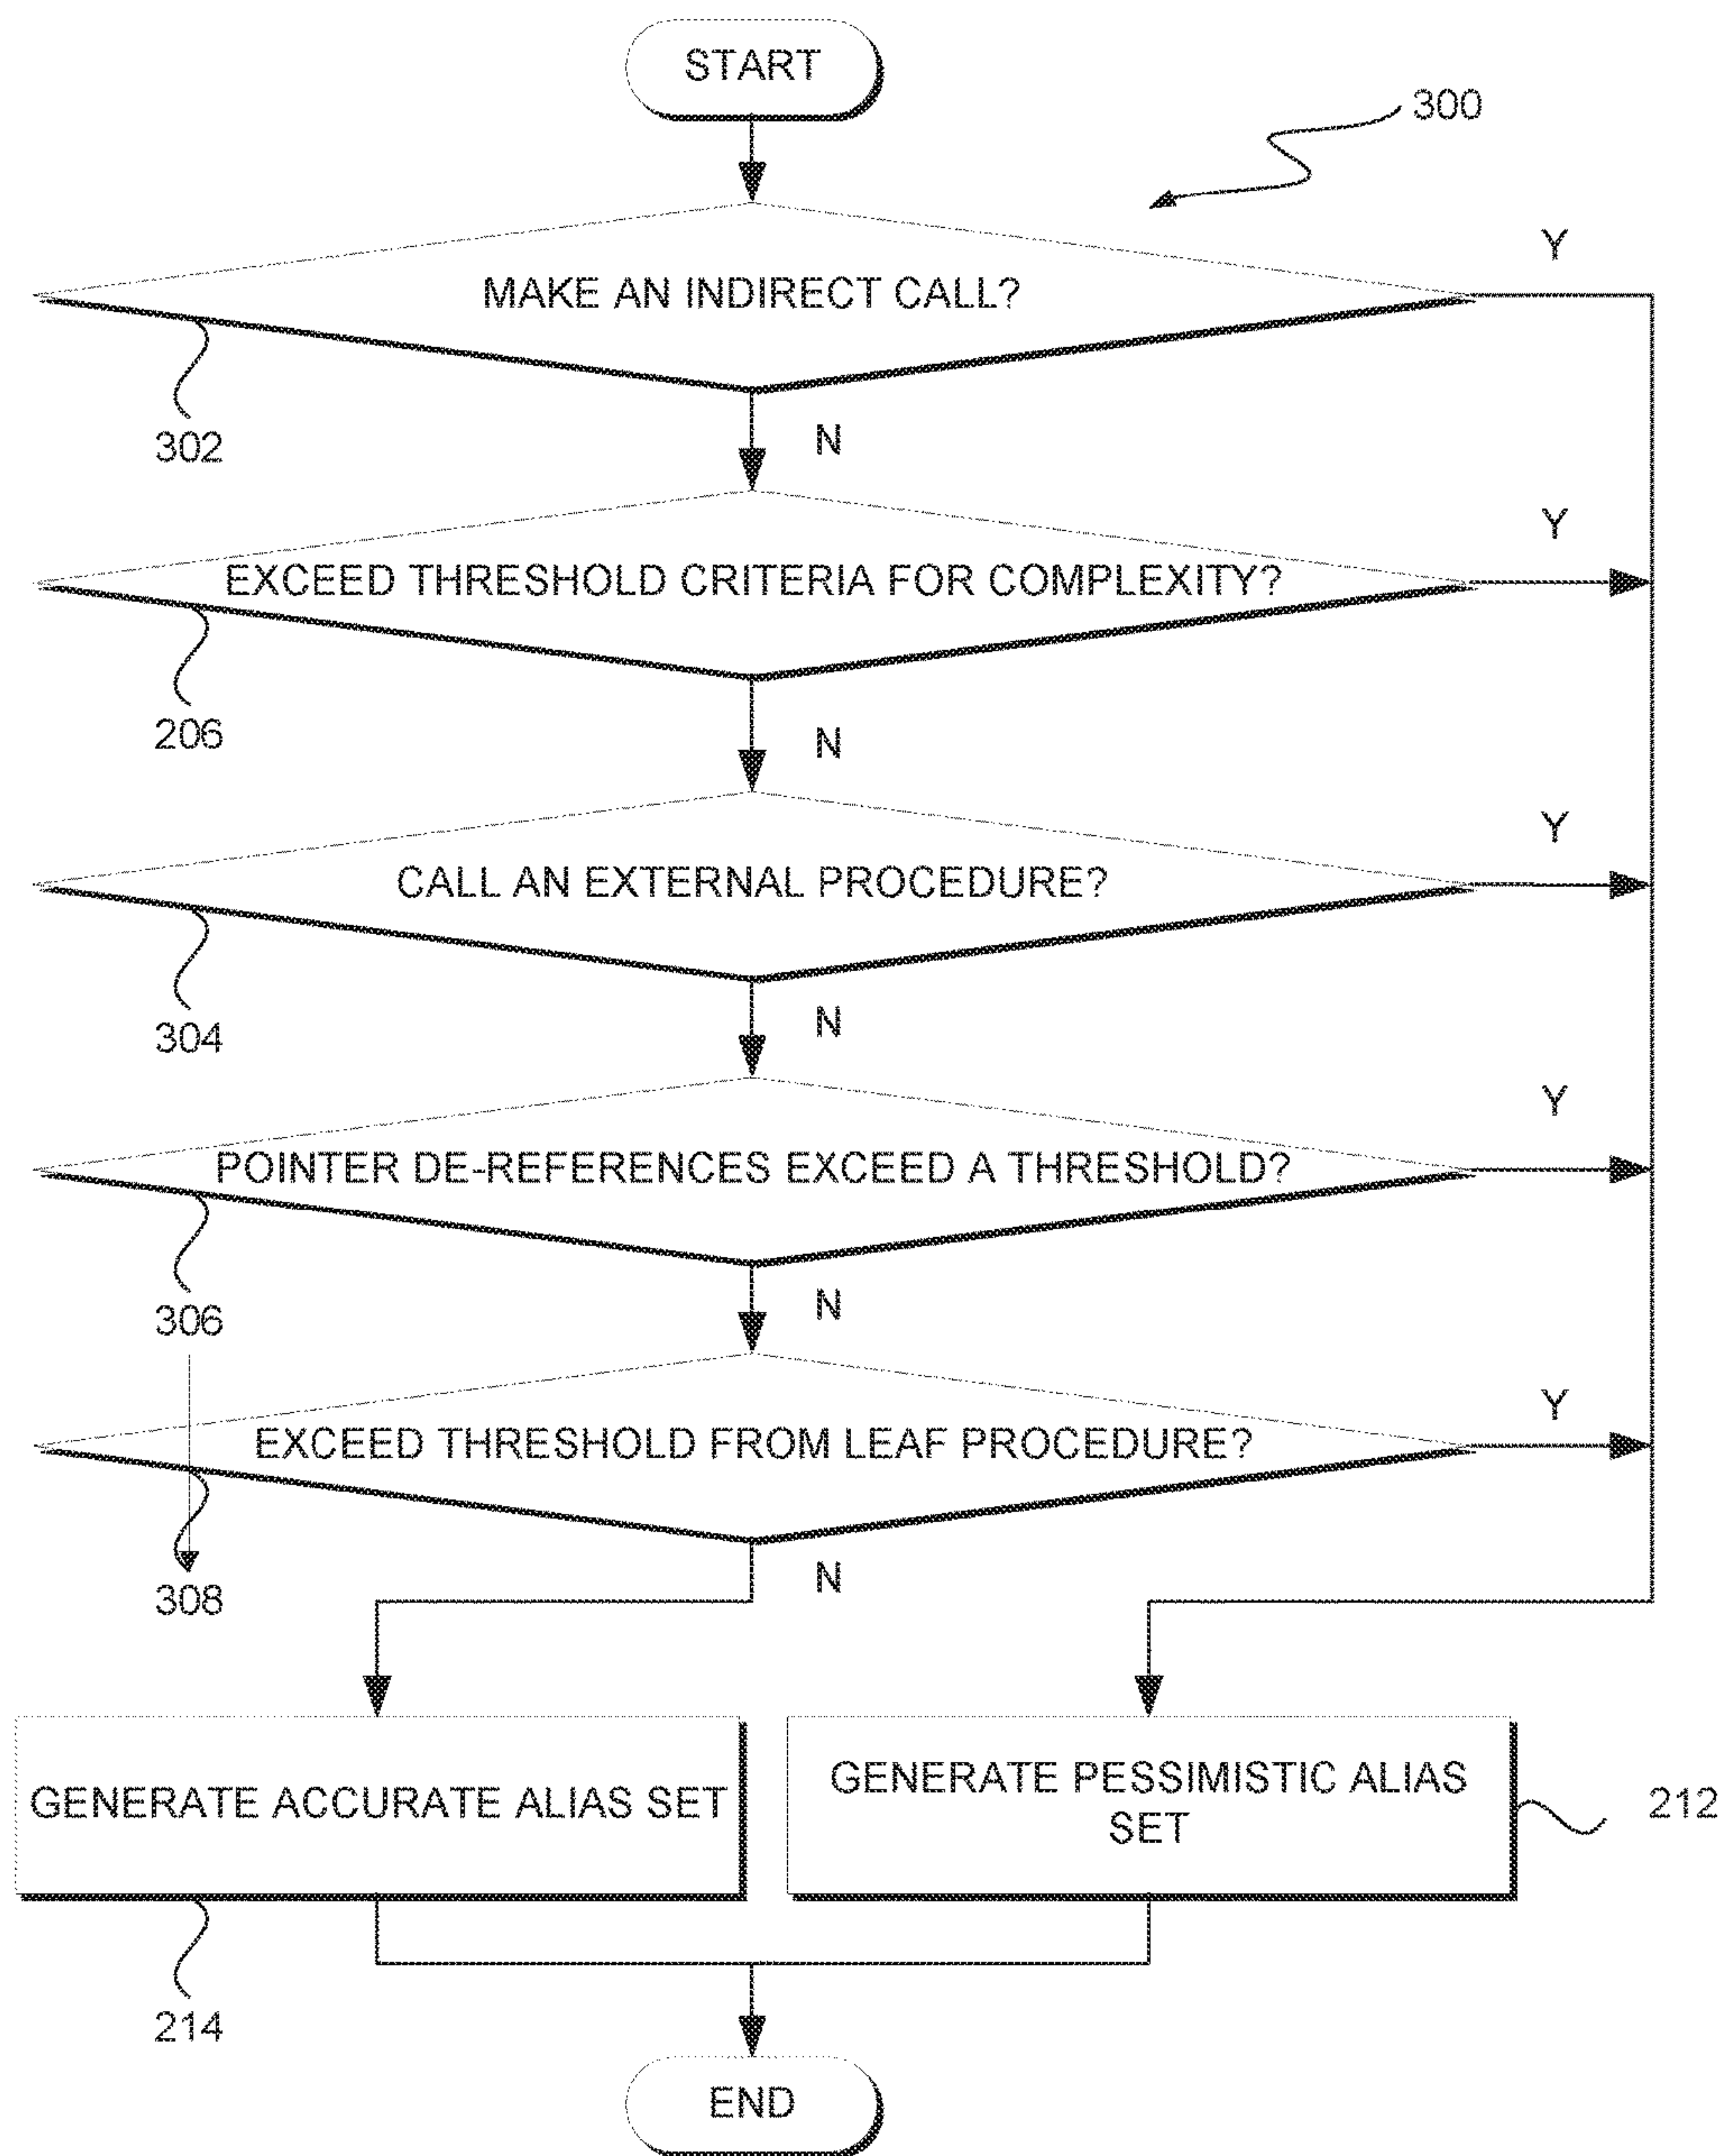 START
300
MAKE AN INDIRECT CALL?
Y
302
N
EXCEED THRESHOLD CRITERIA FOR COMPLEXITY?
Y
206
N
CALL AN EXTERNAL PROCEDURE?
Y
304
N
POINTER DE-REFERENCES EXCEED A THRESHOLD?
Y
306
N
EXCEED THRESHOLD FROM LEAF PROCEDURE?
Y
308
N
GENERATE ACCURATE ALIAS SET
GENERATE PESSIMISTIC ALIAS
SET
212
214
END